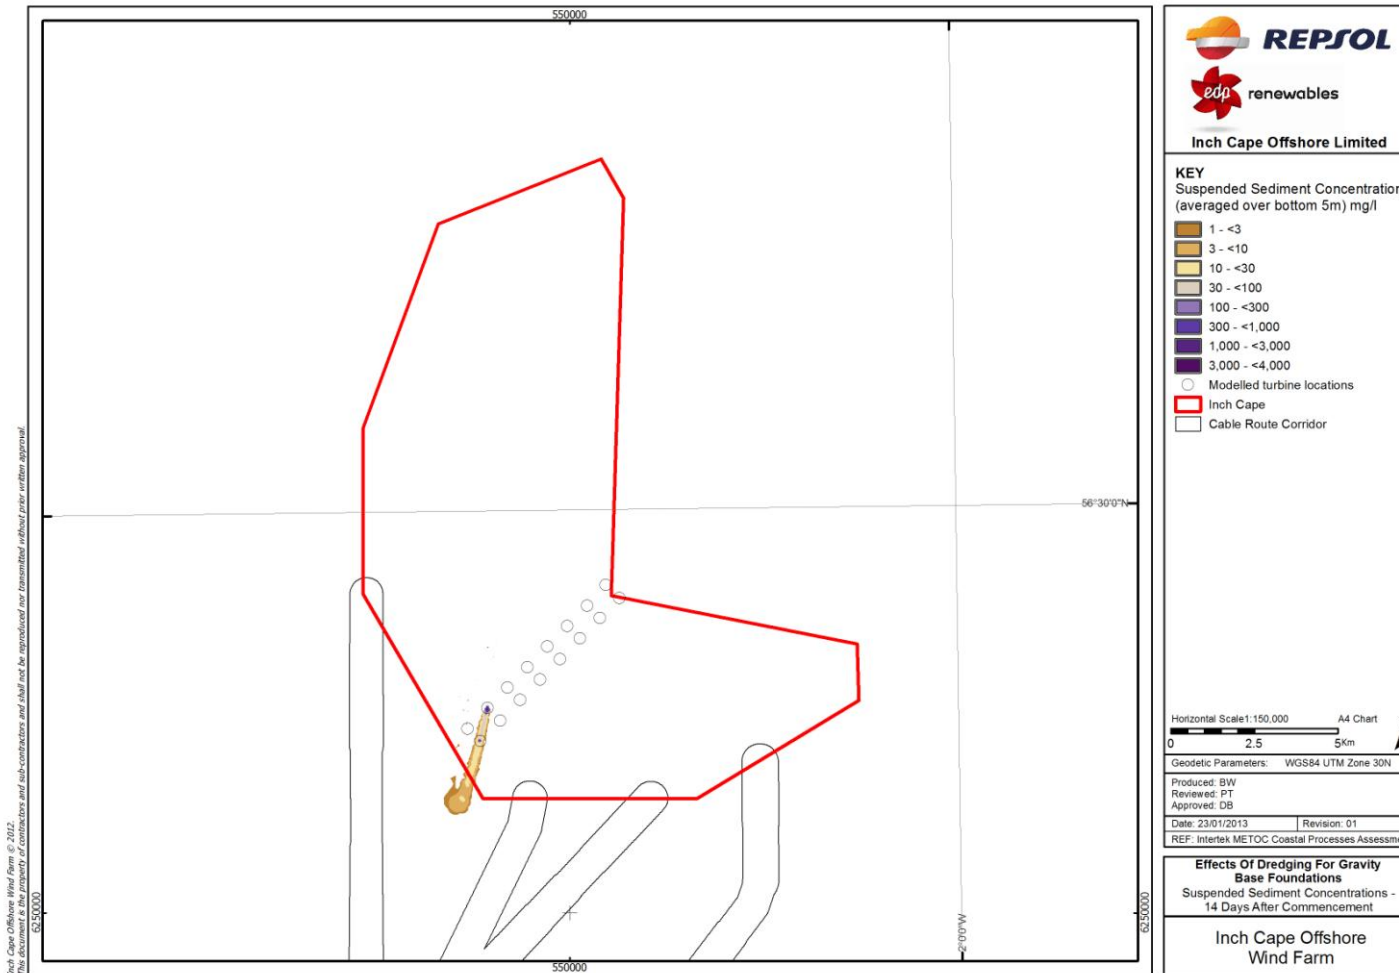 550000
REPSOL
edp renewables
Inch Cape Offshore Limited
KEY
Suspended Sediment Concentration
(averaged over bottom 5m) mg/l
1 - <3
3 - <10
10 - <30
30 - <100
100 - <300
300 - <1,000
1,000 - <3,000
3,000 - <4,000
Modelled turbine locations
Inch Cape
Cable Route Corridor
56°30'0"N
Horizontal Scale1:150,000 A4 Chart
0 2.5 5Km
Geodetic Parameters: WGS84 UTM Zone 30N
Produced: BW
Reviewed: PT
Approved: DB
Date: 23/01/2013 Revision: 01
REF: Intertek METOC Coastal Processes Assessm
Effects Of Dredging For Gravity
Base Foundations
Suspended Sediment Concentrations -
14 Days After Commencement
Inch Cape Offshore
Wind Farm
6250000
6250000
2°0'0"W
550000
Inch Cape Offshore Wind Farm © 2012.
This document is the property of contractors and sub-contractors and shall not be reproduced nor transmitted without prior written approval.